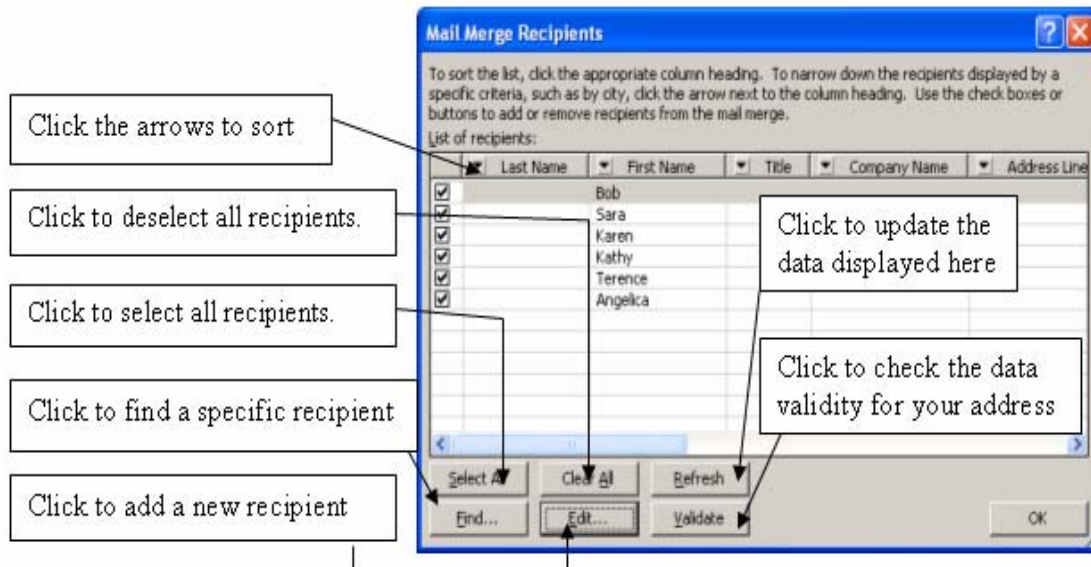 Mail Merge Recipients
To sort the list, click the appropriate column heading. To narrow down the recipients displayed by a
specific criteria, such as by city, click the arrow next to the column heading. Use the check boxes or
buttons to add or remove recipients from the mail merge.
List of recipients:
Last Name First Name Title Company Name Address Line
Bob
Sara
Karen
Kathy
Terence
Angelica
Click the arrows to sort
Click to deselect all recipients.
Click to select all recipients.
Click to find a specific recipient
Click to add a new recipient
Click to update the
data displayed here
Click to check the data
validity for your address
Select Clear All Refresh
Find... Edit... Validate OK